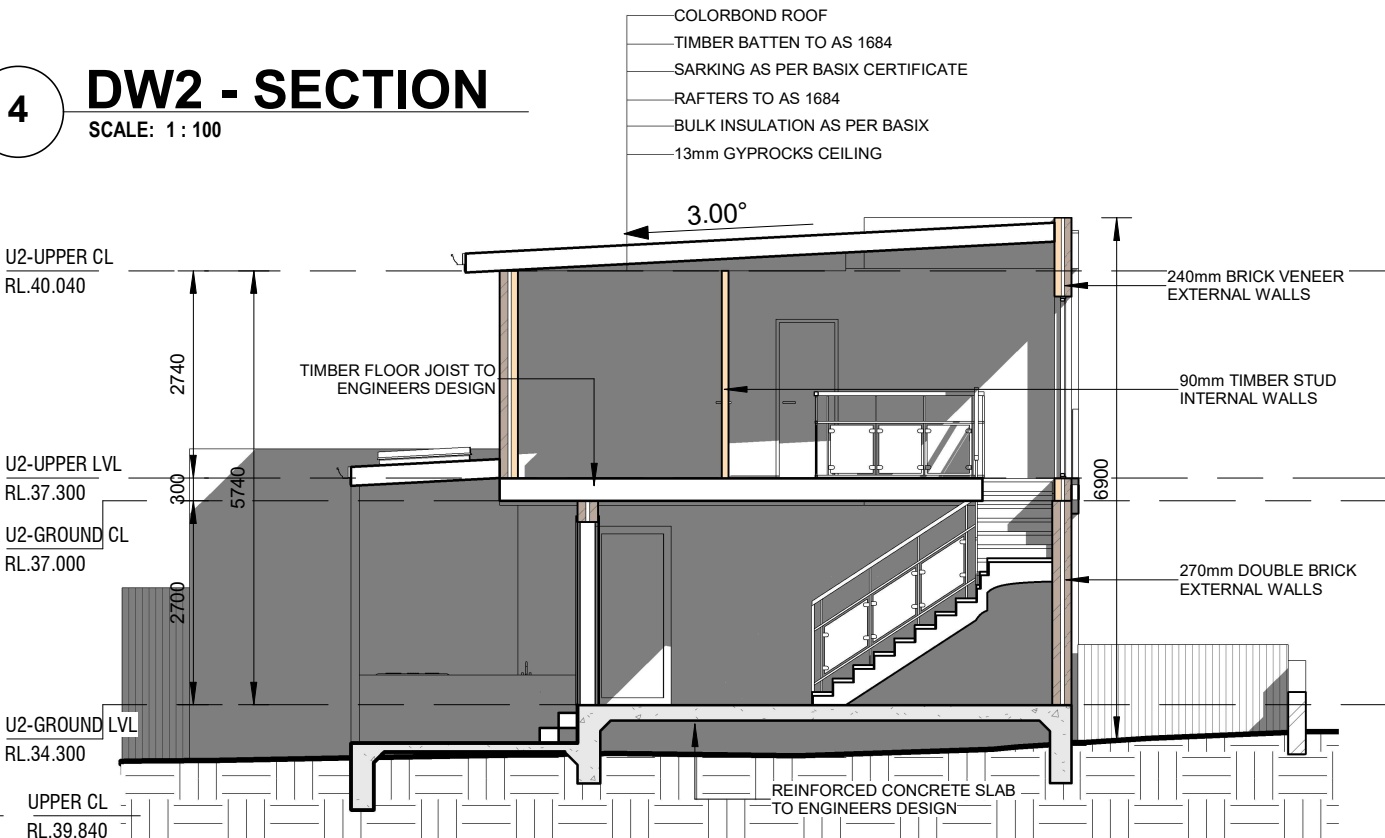 COLORBOND ROOF
TIMBER BATTEN TO AS 1684
SARKING AS PER BASIX CERTIFICATE
RAFTERS TO AS 1684
BULK INSULATION AS PER BASIX
13mm GYPROCKS CEILING
4
DW2 - SECTION
SCALE: 1 : 100
3.00°
U2-UPPER CL
RL.40.040
240mm BRICK VENEER
EXTERNAL WALLS
2740
TIMBER FLOOR JOIST TO
ENGINEERS DESIGN
90mm TIMBER STUD
INTERNAL WALLS
U2-UPPER LVL
RL.37.300
300
5740
6900
U2-GROUND CL
RL.37.000
2700
270mm DOUBLE BRICK
EXTERNAL WALLS
U2-GROUND LVL
RL.34.300
REINFORCED CONCRETE SLAB
TO ENGINEERS DESIGN
UPPER CL
RL.39.840